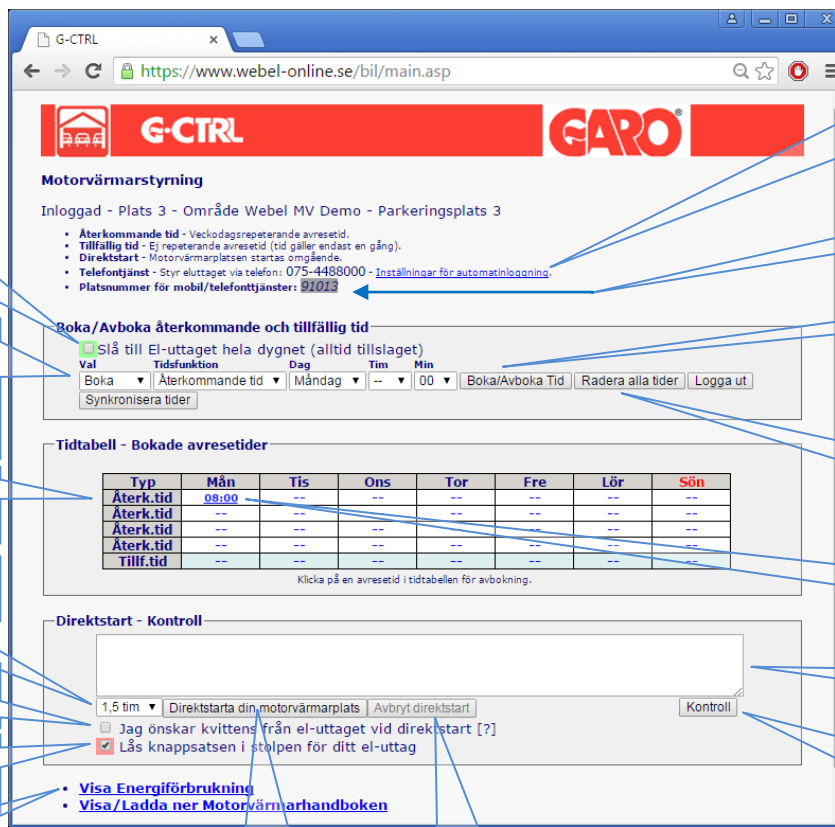 G-CTRL
https://www.webel-online.se/bil/main.asp
G-CTRL
GARO®
Motorvärmarstyrning
Inloggad - Plats 3 - Område Webel MV Demo - Parkeringsplats 3
• Återkommande tid - Veckodagsrepeterande avresetid.
• Tillfällig tid - Ej repeterande avresetid (tid gäller endast en gång).
• Direktstart - Motorvärmarplatsen startas omgående.
• Telefontjänst - Styr eluttaget via telefon: 075-4488000 - Inställningar för automatinloggning.
• Platsnummer för mobil/telefonttjänster: 91013
Boka/Avboka återkommande och tillfällig tid
Slå till El-uttaget hela dygnet (alltid tillslaget)
Val Tidsfunktion Dag Tim Min
Boka Återkommande tid Måndag -- 00 Boka/Avboka Tid Radera alla tider Logga ut
Synkronisera tider
Tidtabell - Bokade avresetider
Typ Mån Tis Ons Tor Fre Lör Sön
Återk.tid 08:00 -- -- -- -- -- --
Återk.tid -- -- -- -- -- -- --
Återk.tid -- -- -- -- -- -- --
Återk.tid -- -- -- -- -- -- --
Tillf.tid -- -- -- -- -- -- --
Klicka på en avresetid i tidtabellen för avbokning.
Direktstart - Kontroll
1,5 tim Direktstarta din motorvärmarplats Avbryt direktstart Kontroll
Jag önskar kvittens från el-uttaget vid direktstart [?]
Lås knappsatsen i stolpen för ditt el-uttag
• Visa Energiförbrukning
• Visa/Ladda ner Motorvärmarhandboken